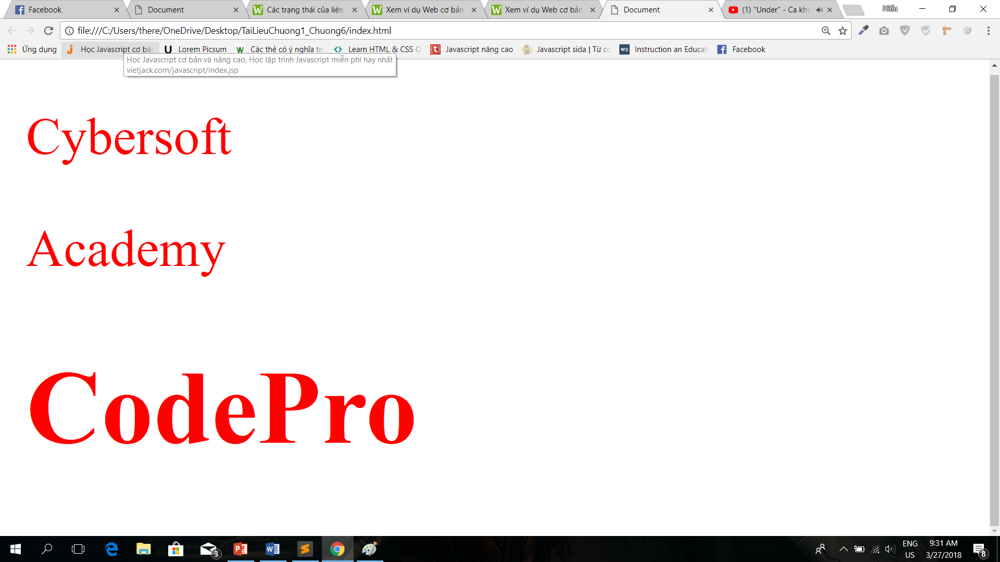 Facebook
Document
Các trạng thái của liên
Xem ví dụ Web cơ bản
Xem ví dụ Web cơ bản
Document
(1) "Under" - Ca khú
Hiếu
file:///C:/Users/there/OneDrive/Desktop/TaiLieuChuong1_Chuong6/index.html
Ứng dụng
Học Javascript cơ bản
Lorem Picsum
Các thẻ có ý nghĩa trc
Learn HTML & CSS O
Javascript nâng cao
Javascript sida | Từ cc
Instruction an Educat
Facebook
Học Javascript cơ bản và nâng cao, Học lập trình Javascript miễn phí hay nhất
vietjack.com/javascript/index.jsp
Cybersoft
Academy
CodePro
3
ENG
US
9:31 AM
3/27/2018
8